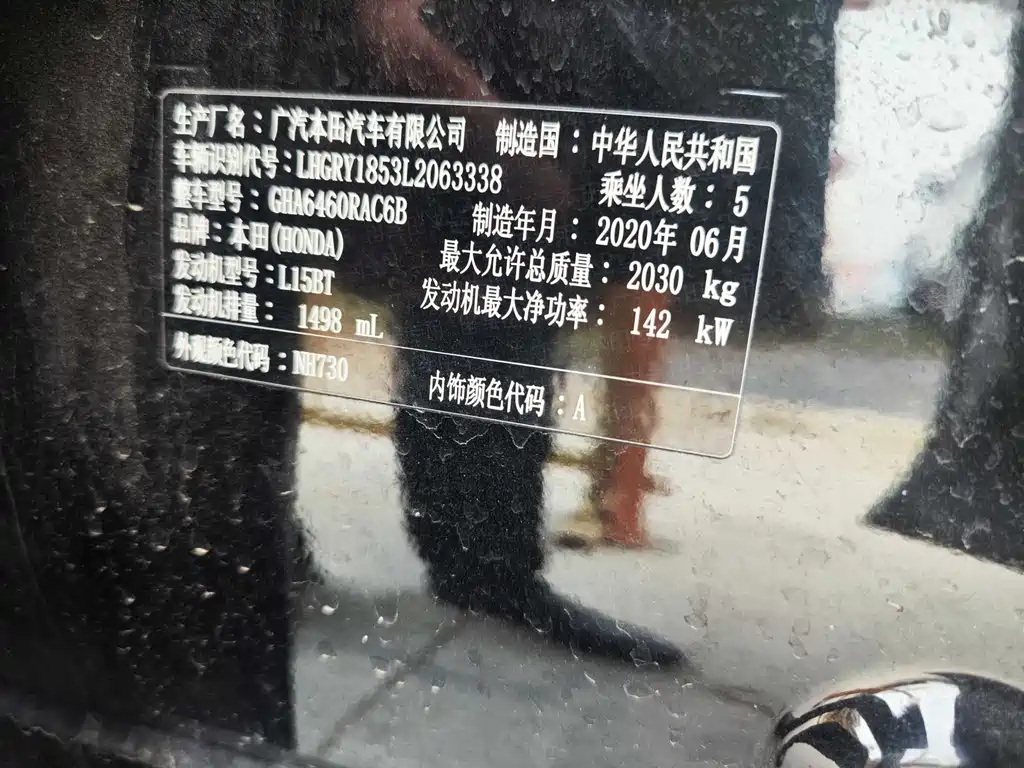 生产厂名：广汽本田汽车有限公司 制造国：中华人民共和国
车辆识别代号：LHGRY1853L2063338 乘坐人数：5
整车型号：GHA6460RAC6B 制造年月：2020年 06月
品牌：本田(HONDA) 最大允许总质量：2030 kg
发动机型号：L15BT 发动机最大净功率：142 kW
发动机排量：1498 mL
外观颜色代码：NH730 内饰颜色代码：A